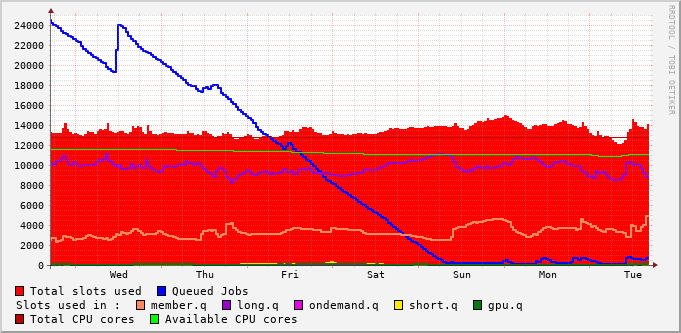 RRDTOOL / TOBI OETIKER
24000
22000
20000
18000
16000
14000
12000
10000
8000
6000
4000
2000
0
Wed Thu Fri Sat Sun Mon Tue
Total slots used Queued Jobs
Slots used in : member.q long.q ondemand.q short.q gpu.q
Total CPU cores Available CPU cores